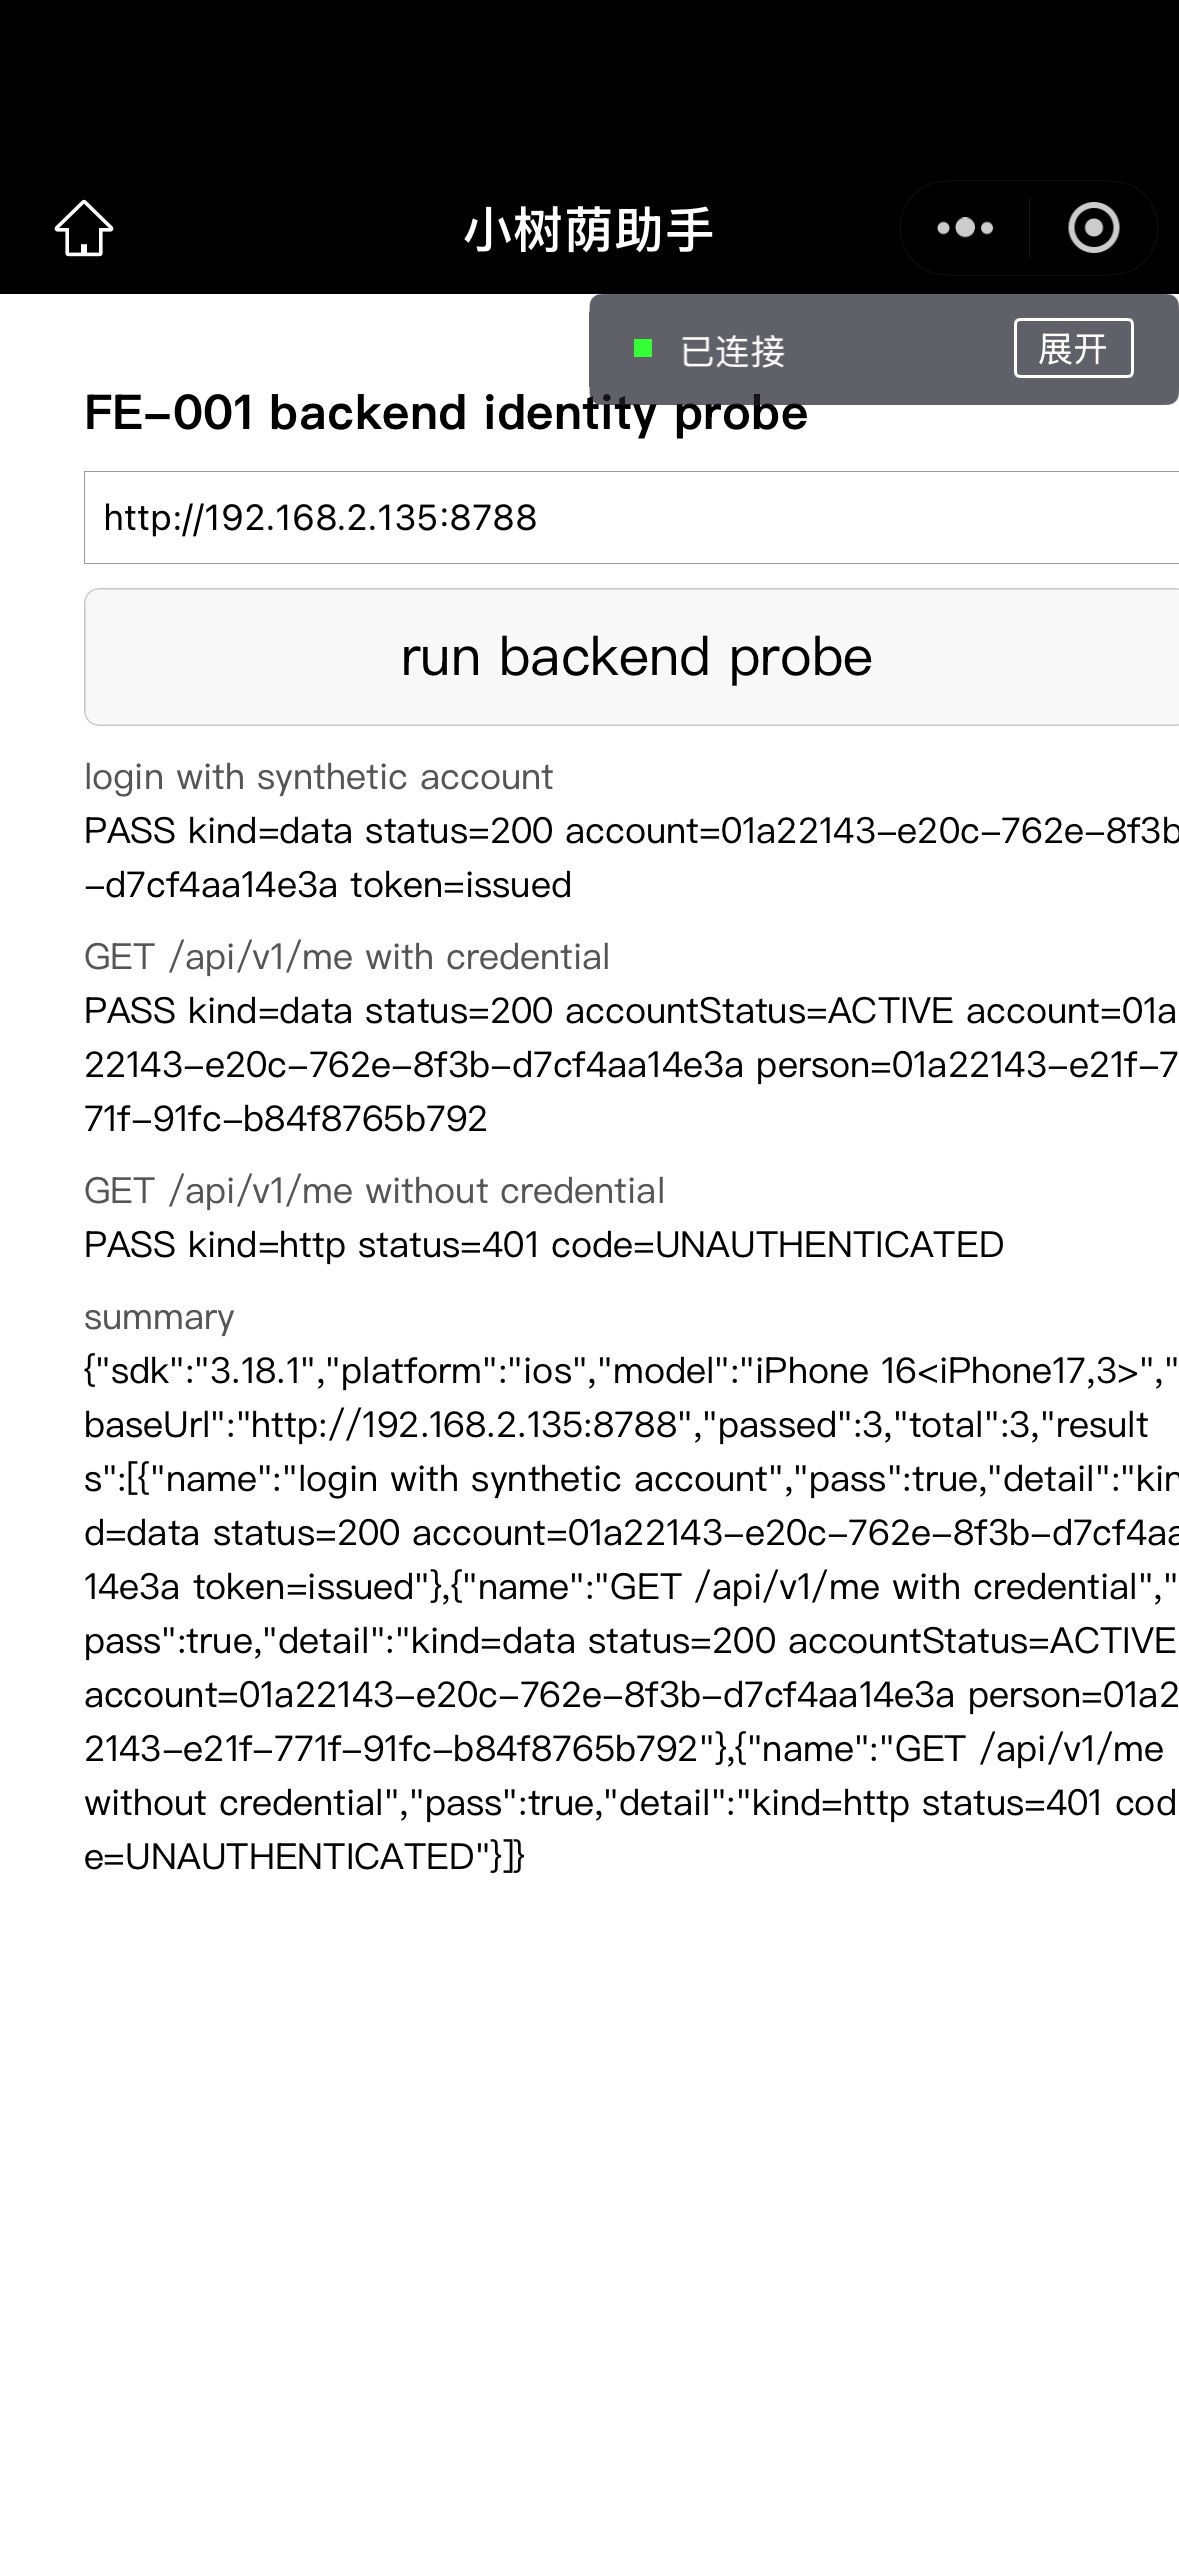 小树荫助手
已连接
展开
FE-001 backend identity probe
http://192.168.2.135:8788
run backend probe
login with synthetic account
PASS kind=data status=200 account=01a22143-e20c-762e-8f3b
-d7cf4aa14e3a token=issued
GET /api/v1/me with credential
PASS kind=data status=200 accountStatus=ACTIVE account=01a
22143-e20c-762e-8f3b-d7cf4aa14e3a person=01a22143-e21f-7
71f-91fc-b84f8765b792
GET /api/v1/me without credential
PASS kind=http status=401 code=UNAUTHENTICATED
summary
{"sdk":"3.18.1","platform":"ios","model":"iPhone 16<iPhone17,3>","
baseUrl":"http://192.168.2.135:8788","passed":3,"total":3,"result
s":[{"name":"login with synthetic account","pass":true,"detail":"kin
d=data status=200 account=01a22143-e20c-762e-8f3b-d7cf4aa
14e3a token=issued"},{"name":"GET /api/v1/me with credential","
pass":true,"detail":"kind=data status=200 accountStatus=ACTIVE
account=01a22143-e20c-762e-8f3b-d7cf4aa14e3a person=01a2
2143-e21f-771f-91fc-b84f8765b792"},{"name":"GET /api/v1/me
without credential","pass":true,"detail":"kind=http status=401 cod
e=UNAUTHENTICATED"}]}